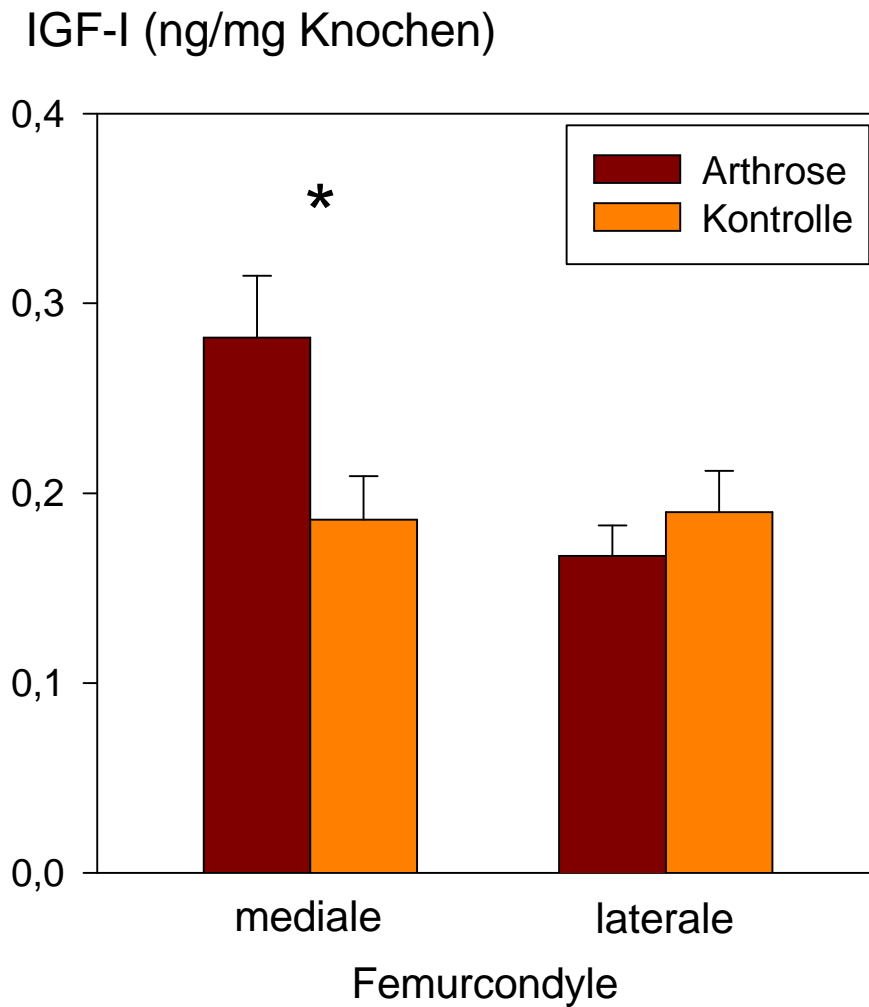 IGF-I (ng/mg Knochen)
0,4
Arthrose
*
Kontrolle
0,3
0,2
0,1
0,0
mediale laterale
Femurcondyle